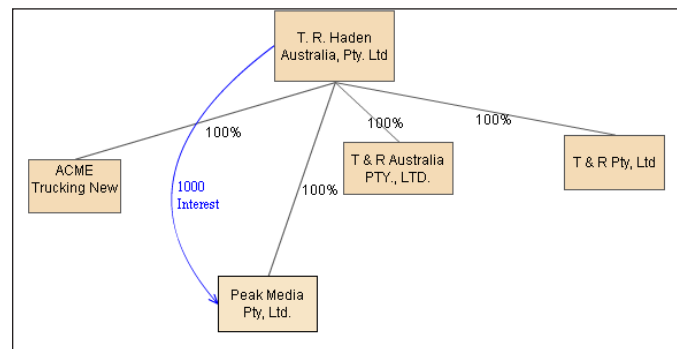 T. R. Haden
Australia, Pty. Ltd
100%
100%
100%
100%
ACME
Trucking New
T & R Australia
PTY., LTD.
T & R Pty, Ltd
1000
Interest
Peak Media
Pty, Ltd.